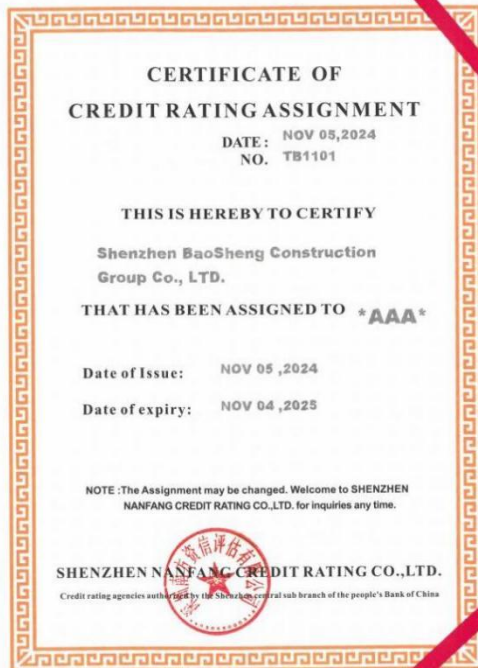 CERTIFICATE OF
CREDIT RATING ASSIGNMENT
DATE: NOV 05,2024
NO. TB1101
THIS IS HEREBY TO CERTIFY
Shenzhen BaoSheng Construction
Group Co., LTD.
THAT HAS BEEN ASSIGNED TO *AAA*
Date of Issue: NOV 05 ,2024
Date of expiry: NOV 04 ,2025
NOTE :The Assignment may be changed. Welcome to SHENZHEN
NANFANG CREDIT RATING CO.,LTD. for inquiries any time.
SHENZHEN NANFANG CREDIT RATING CO.,LTD.
Credit rating agencies authorized by the Shenzhen central sub branch of the people's Bank of China